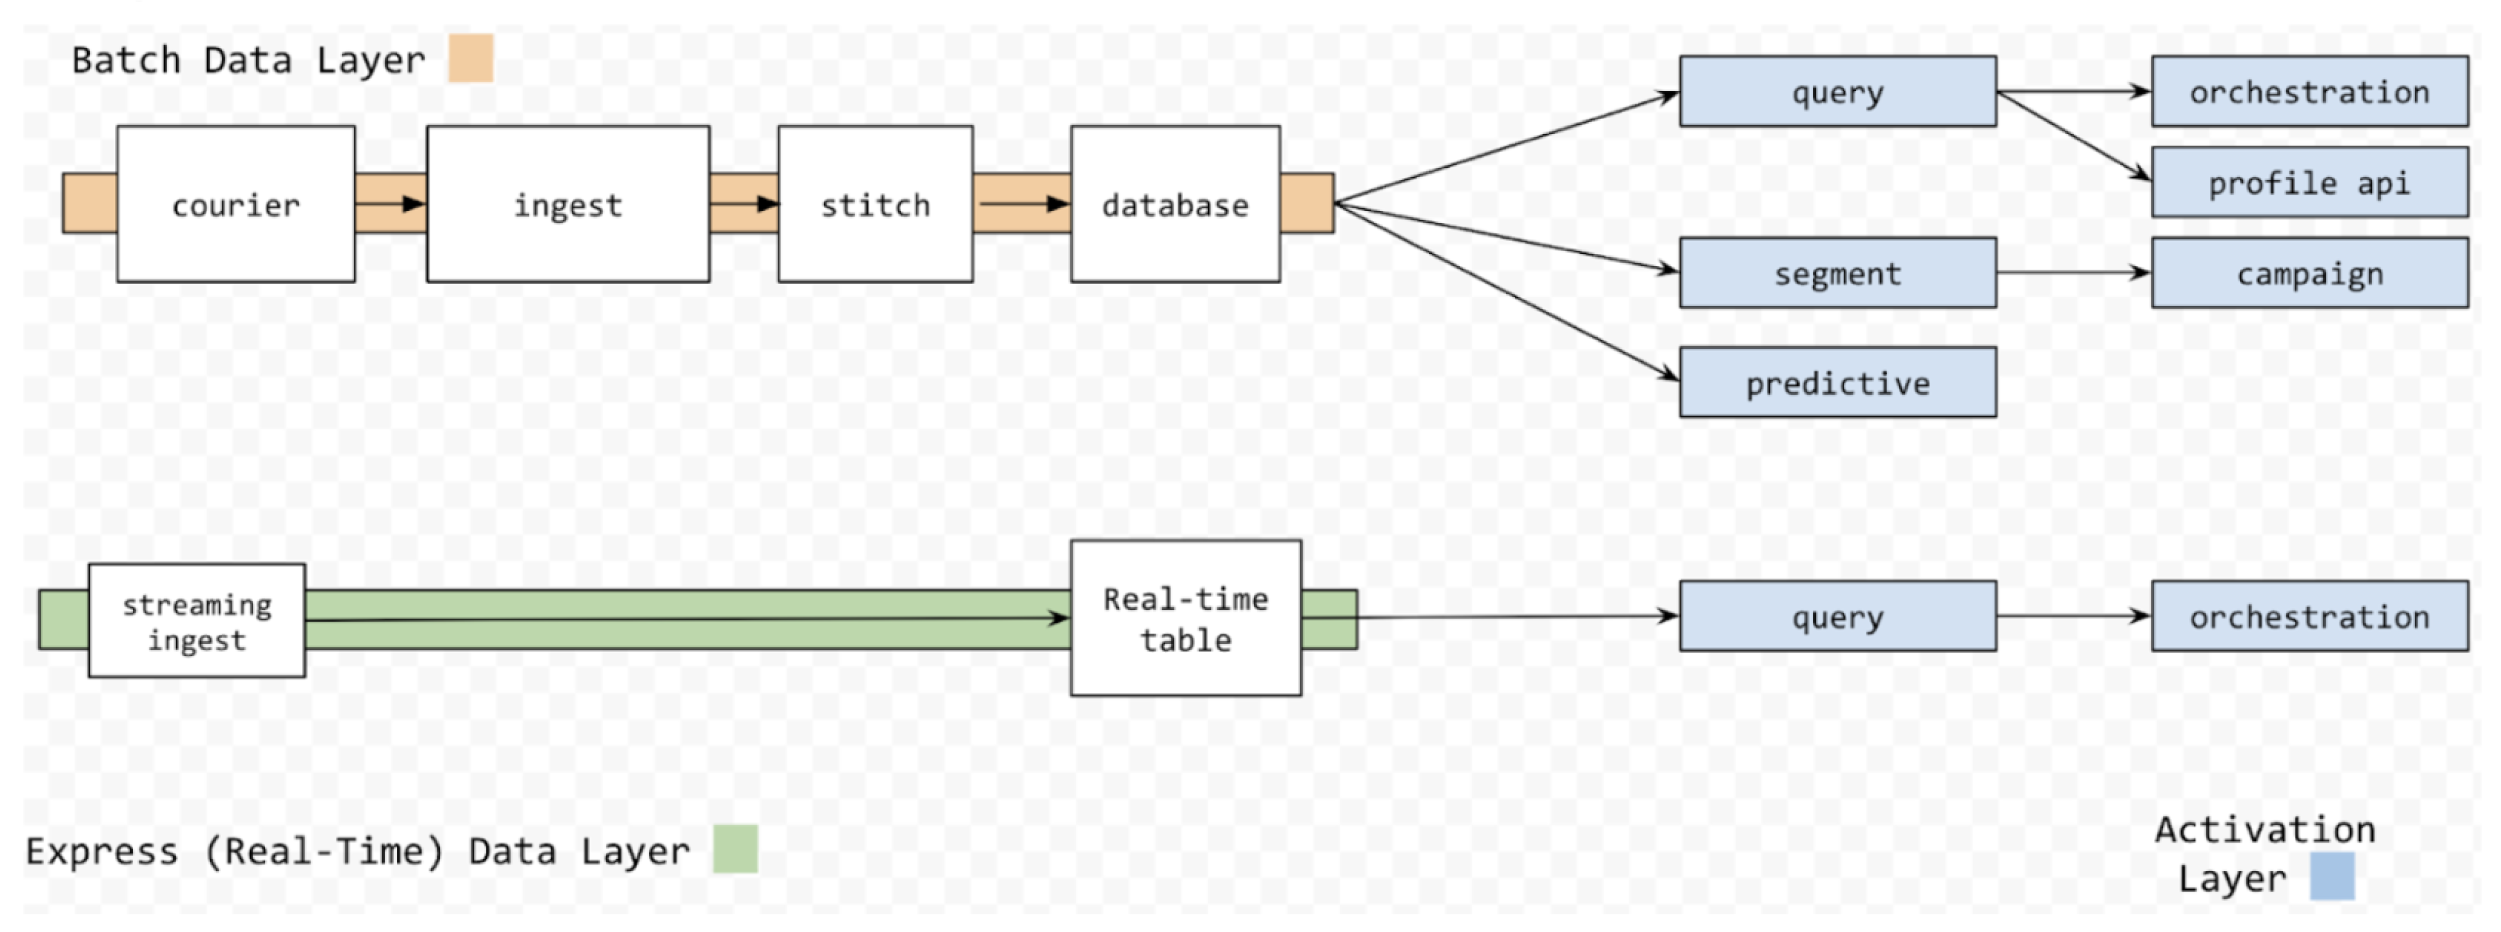 Batch Data Layer
courier
ingest
stitch
database
query
orchestration
profile api
segment
campaign
predictive
streaming
ingest
Real-time
table
query
orchestration
Express (Real-Time) Data Layer
Activation
Layer